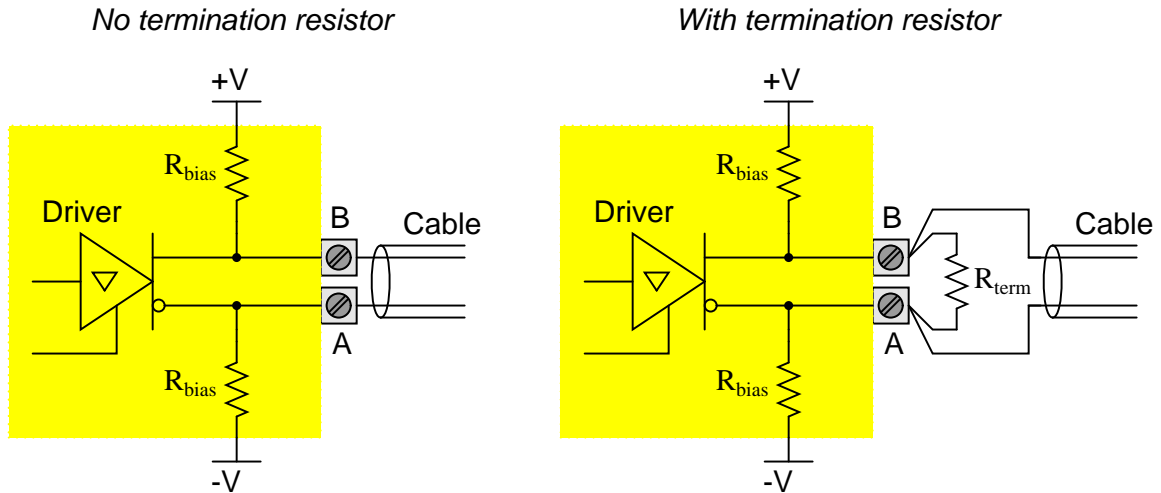 No termination resistor
+V
Rbias
Driver
B
Cable
A
Rbias
-V
With termination resistor
+V
Rbias
Driver
B
Cable
Rterm
A
Rbias
-V